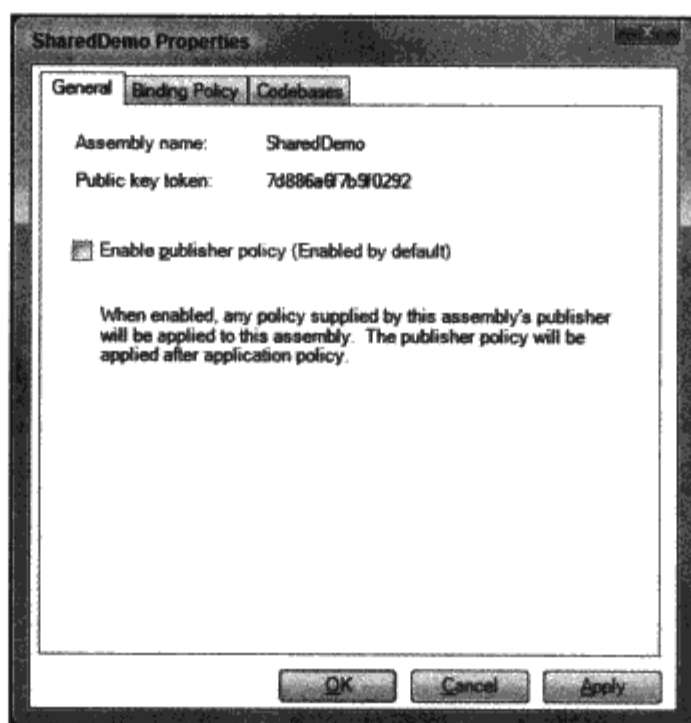 SharedDemo Properties
General Binding Policy Codebases
Assembly name: SharedDemo
Public key token: 7d886a6f7b9f0292
Enable publisher policy (Enabled by default)
When enabled, any policy supplied by this assembly's publisher
will be applied to this assembly. The publisher policy will be
applied after application policy.
OK Cancel Apply